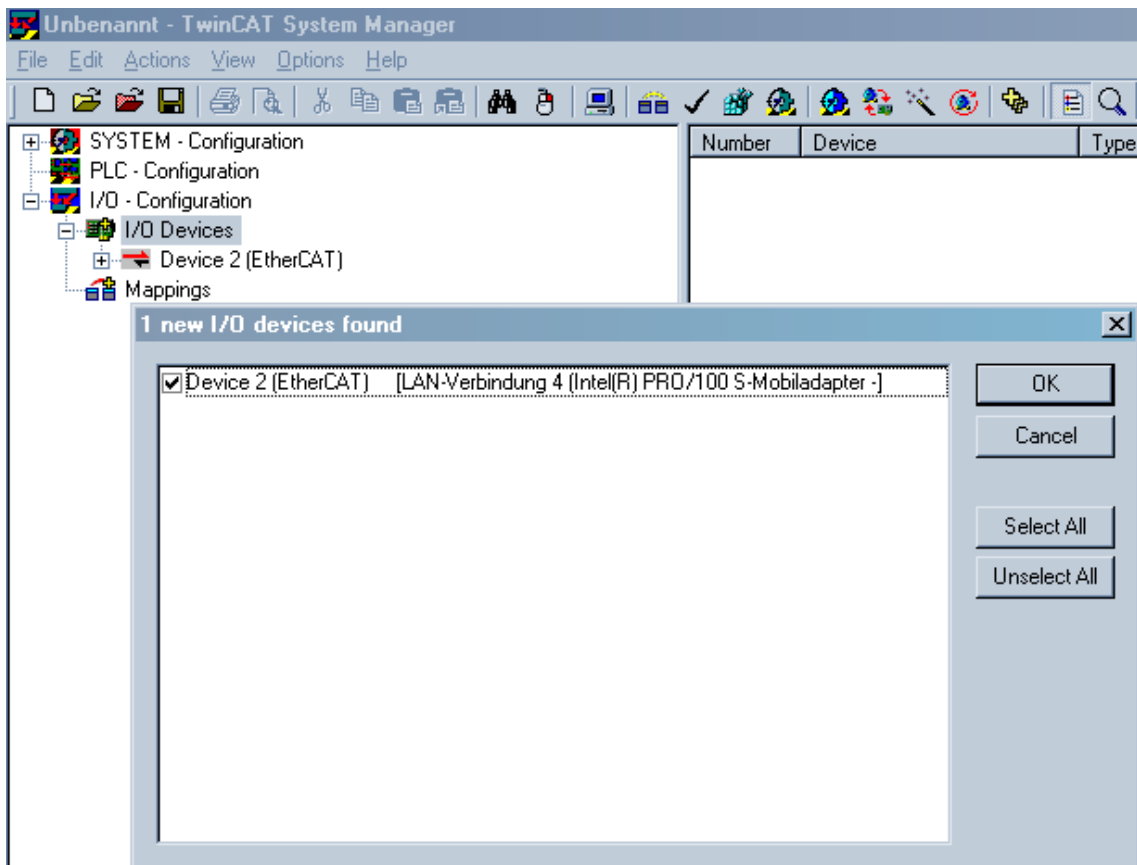 Unbenannt - TwinCAT System Manager
File Edit Actions View Options Help
SYSTEM - Configuration
PLC - Configuration
I/O - Configuration
I/O Devices
Device 2 (EtherCAT)
Mappings
Number Device Type
1 new I/O devices found
Device 2 (EtherCAT) [LAN-Verbindung 4 (Intel(R) PRO/100 S-Mobiladapter -]
OK
Cancel
Select All
Unselect All